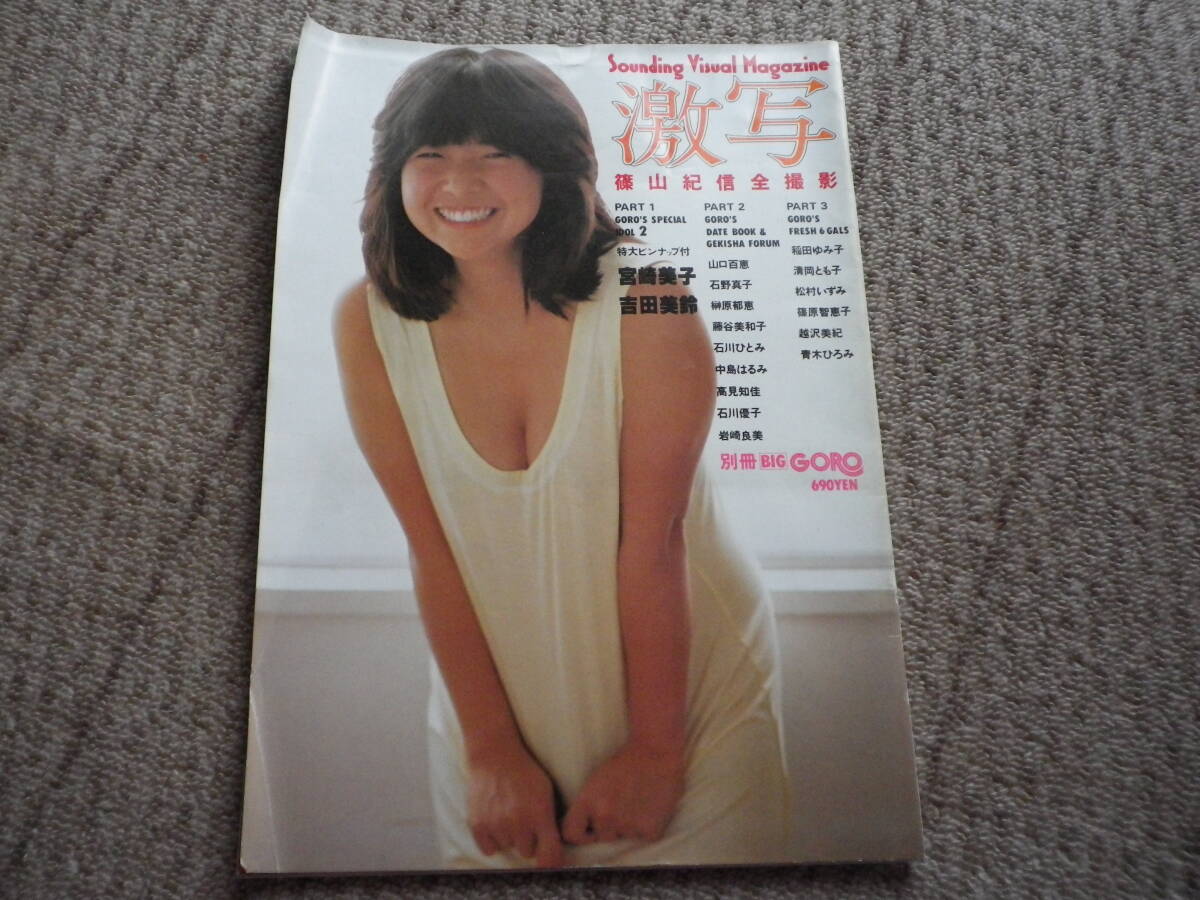 Sounding Visual Magazine
激写
篠山紀信全撮影
PART 1
GORO'S SPECIAL
IDOL 2
特大ピンナップ付
宮崎美子
吉田美鈴
PART 2
GORO'S
DATE BOOK &
GEKISHA FORUM
山口百恵
石野真子
榊原郁恵
藤谷美和子
石川ひとみ
中島はるみ
高見知佳
石川優子
岩崎良美
PART 3
GORO'S
FRESH 6 GALS
稲田ゆみ子
清岡とも子
松村いずみ
篠原智恵子
越沢美紀
青木ひろみ
別冊 BIG GORO
690YEN